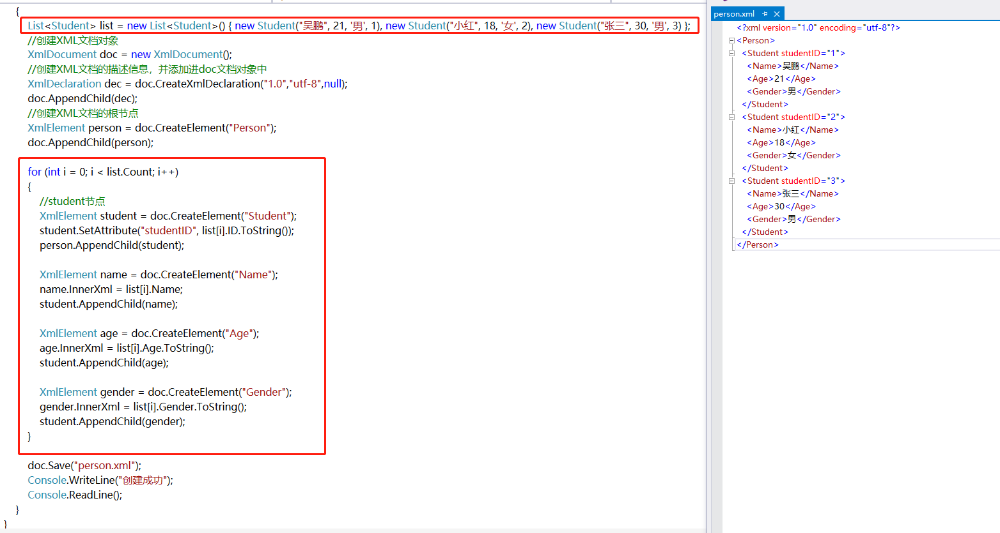 {
List<Student> list = new List<Student>() { new Student("吴鹏", 21, '男', 1), new Student("小红", 18, '女', 2), new Student("张三", 30, '男', 3) };
//创建XML文档对象
XmlDocument doc = new XmlDocument();
//创建XML文档的描述信息，并添加进doc文档对象中
XmlDeclaration dec = doc.CreateXmlDeclaration("1.0","utf-8",null);
doc.AppendChild(dec);
//创建XML文档的根节点
XmlElement person = doc.CreateElement("Person");
doc.AppendChild(person);
for (int i = 0; i < list.Count; i++)
{
//student节点
XmlElement student = doc.CreateElement("Student");
student.SetAttribute("studentID", list[i].ID.ToString());
person.AppendChild(student);
XmlElement name = doc.CreateElement("Name");
name.InnerXml = list[i].Name;
student.AppendChild(name);
XmlElement age = doc.CreateElement("Age");
age.InnerXml = list[i].Age.ToString();
student.AppendChild(age);
XmlElement gender = doc.CreateElement("Gender");
gender.InnerXml = list[i].Gender.ToString();
student.AppendChild(gender);
}
doc.Save("person.xml");
Console.WriteLine("创建成功");
Console.ReadLine();
}
}
person.xml
<?xml version="1.0" encoding="utf-8"?>
<Person>
<Student studentID="1">
<Name>吴鹏</Name>
<Age>21</Age>
<Gender>男</Gender>
</Student>
<Student studentID="2">
<Name>小红</Name>
<Age>18</Age>
<Gender>女</Gender>
</Student>
<Student studentID="3">
<Name>张三</Name>
<Age>30</Age>
<Gender>男</Gender>
</Student>
</Person>